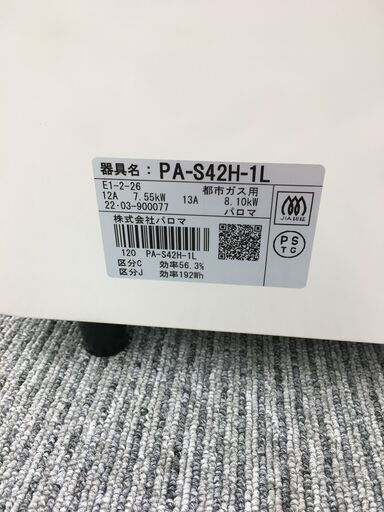 器具名： PA-S42H-1L
E1-2-26 都市ガス用
12A 7.55kW 13A 8.10kW
22･03-900077 パロマ
株式会社パロマ
120 PA-S42H-1L
区分C 効率56.3%
区分J 効率192Wh
JIA認証
PS
TG